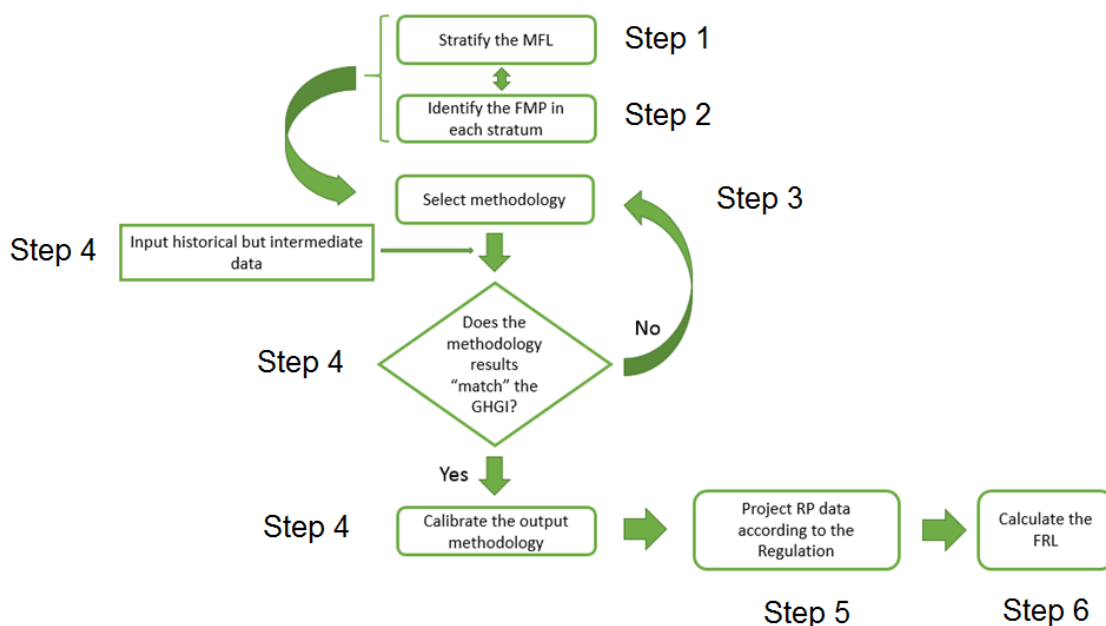 Stratify the MFL
Step 1
Identify the FMP in
each stratum
Step 2
Select methodology
Step 3
Step 4
Input historical but intermediate
data
Does the
methodology
results
“match” the
GHGI?
No
Step 4
Yes
Step 4
Calibrate the output
methodology
Project RP data
according to the
Regulation
Calculate the
FRL
Step 5
Step 6